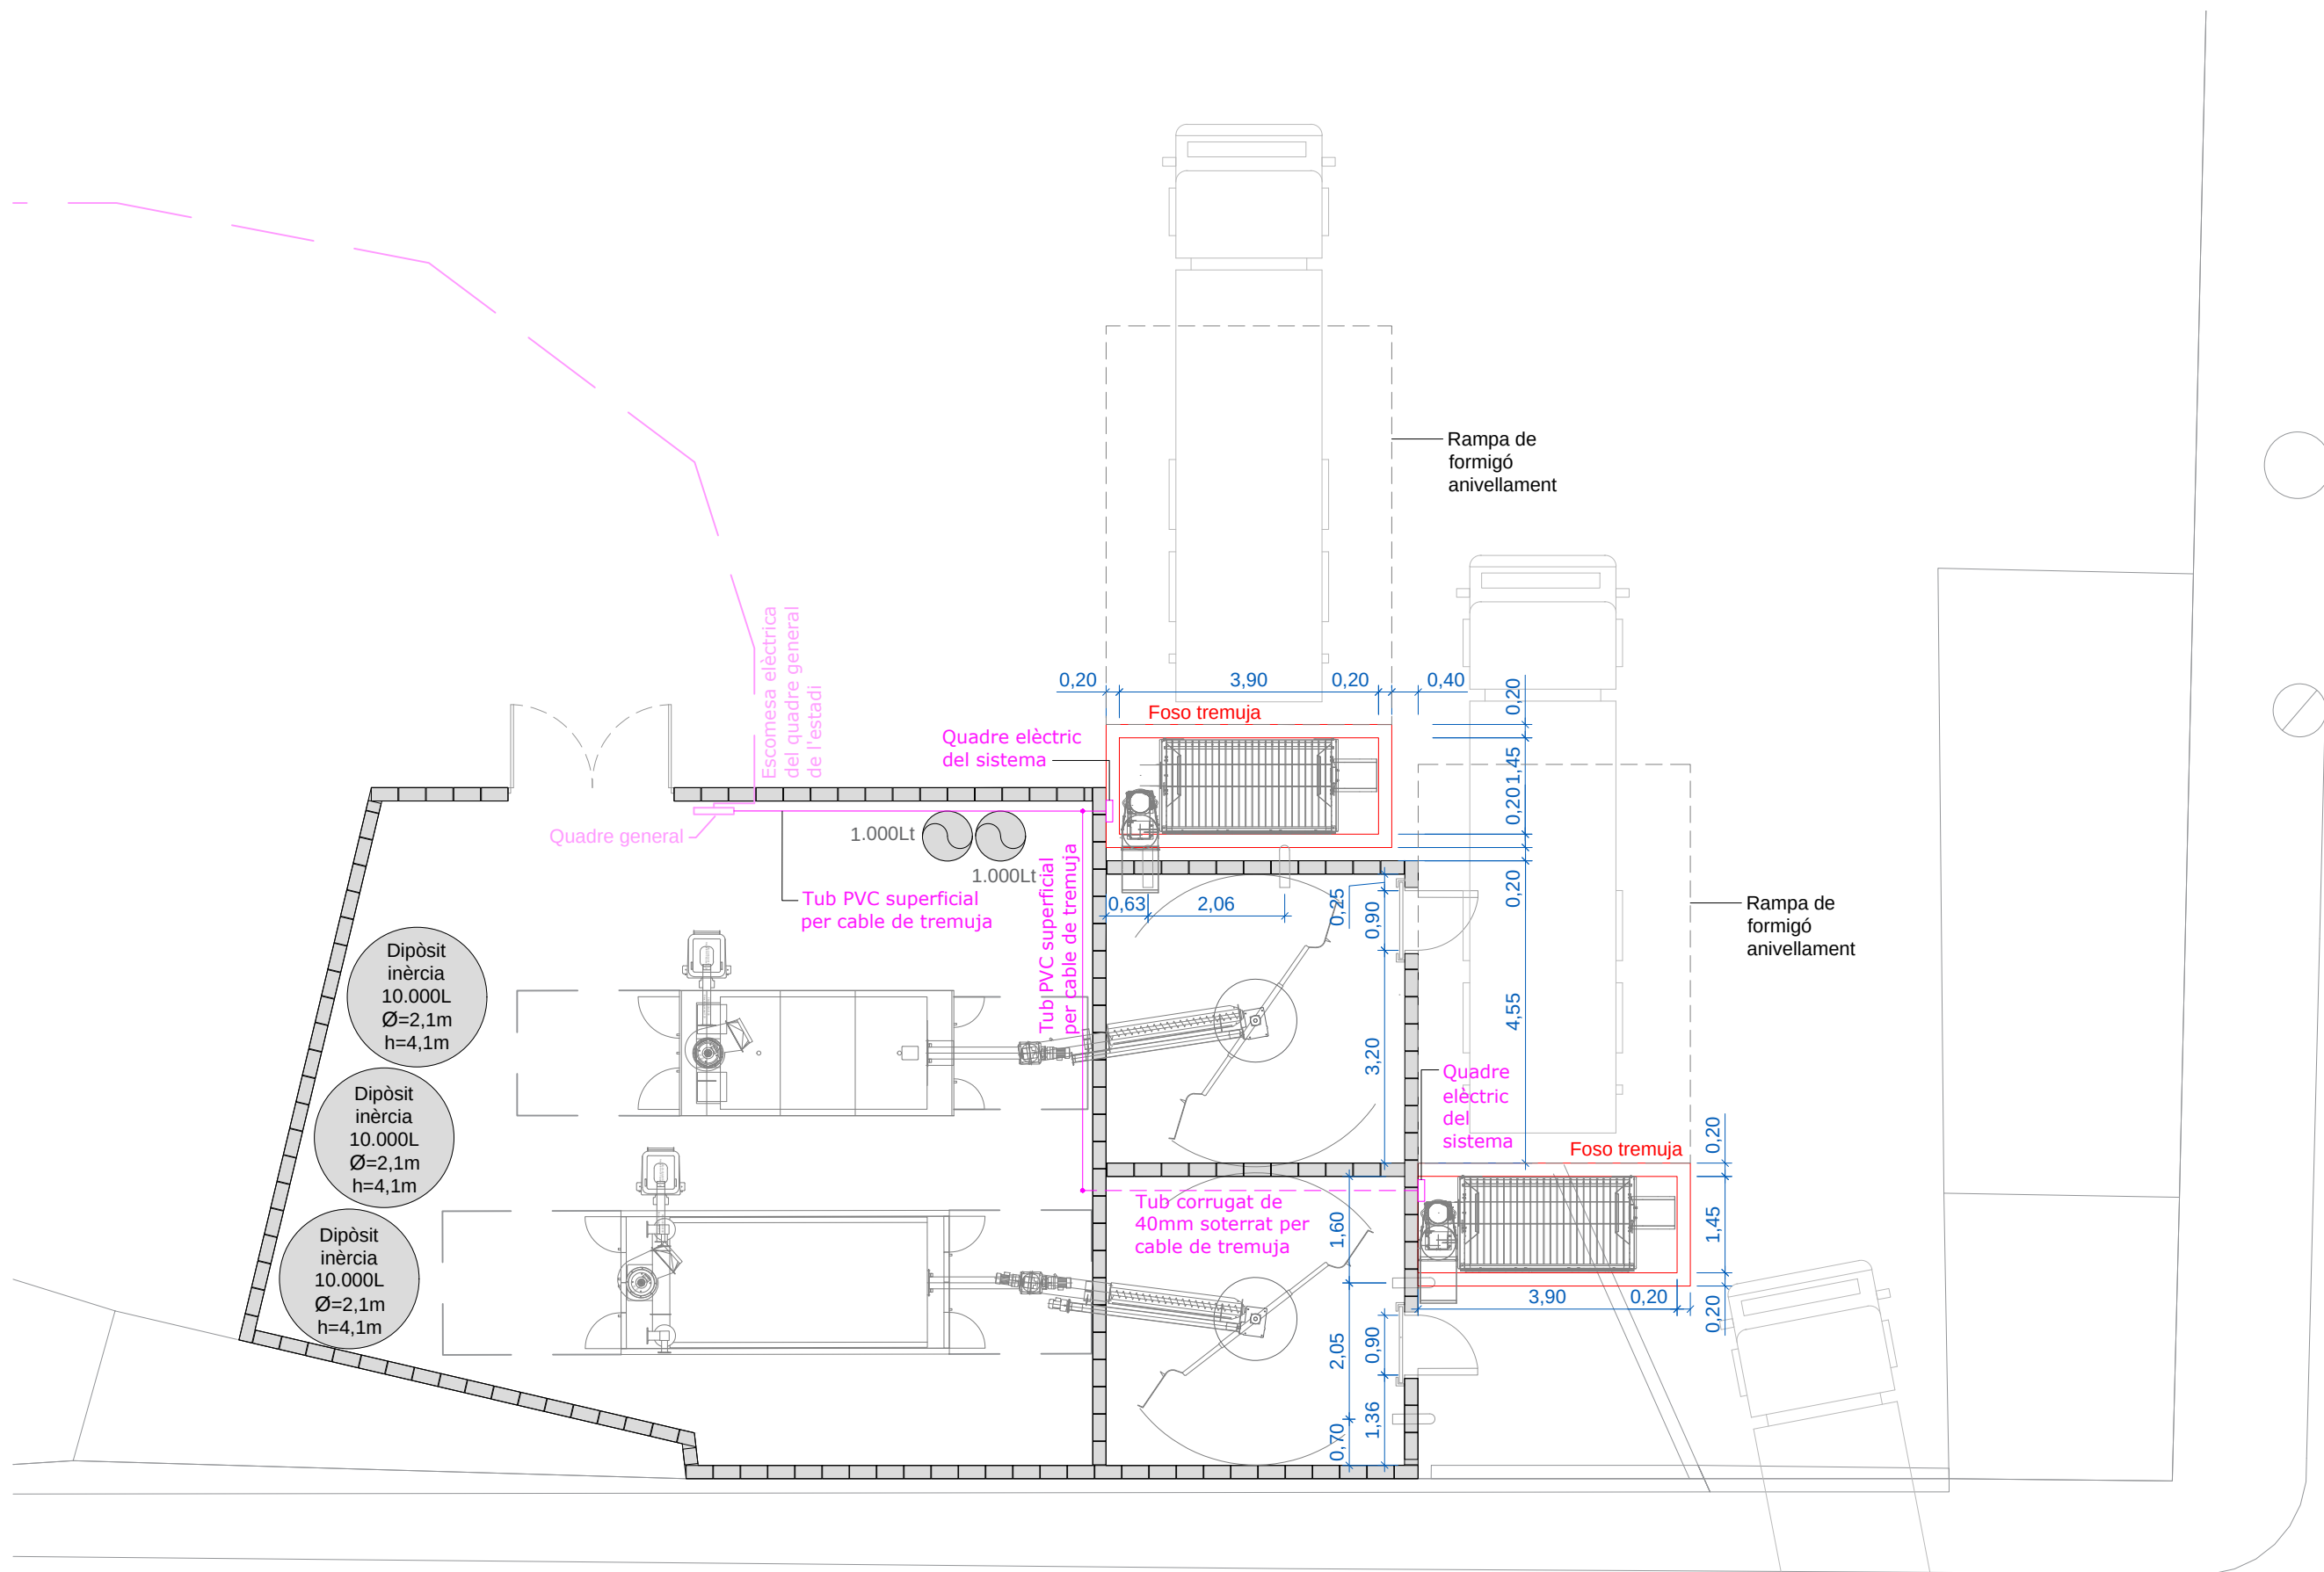 Rampa de
formigó
anivellament
Escomesa elèctrica
del quadre general
de l'estadi
0,20
3,90
0,20
0,40
0,20
Foso tremuja
Quadre elèctric
del sistema
1,45
0,20
Quadre general
1.000Lt
1.000Lt
Tub PVC superficial
per cable de tremuja
Tub PVC superficial
per cable de tremuja
0,63
2,06
0,25
0,90
0,20
Rampa de
formigó
anivellament
Dipòsit
inèrcia
10.000L
Ø=2,1m
h=4,1m
4,55
3,20
Quadre
elèctric
del
sistema
Dipòsit
inèrcia
10.000L
Ø=2,1m
h=4,1m
Foso tremuja
0,20
Tub corrugat de
40mm soterrat per
cable de tremuja
1,60
1,45
Dipòsit
inèrcia
10.000L
Ø=2,1m
h=4,1m
3,90
0,20
0,20
2,05
0,90
0,70
1,36